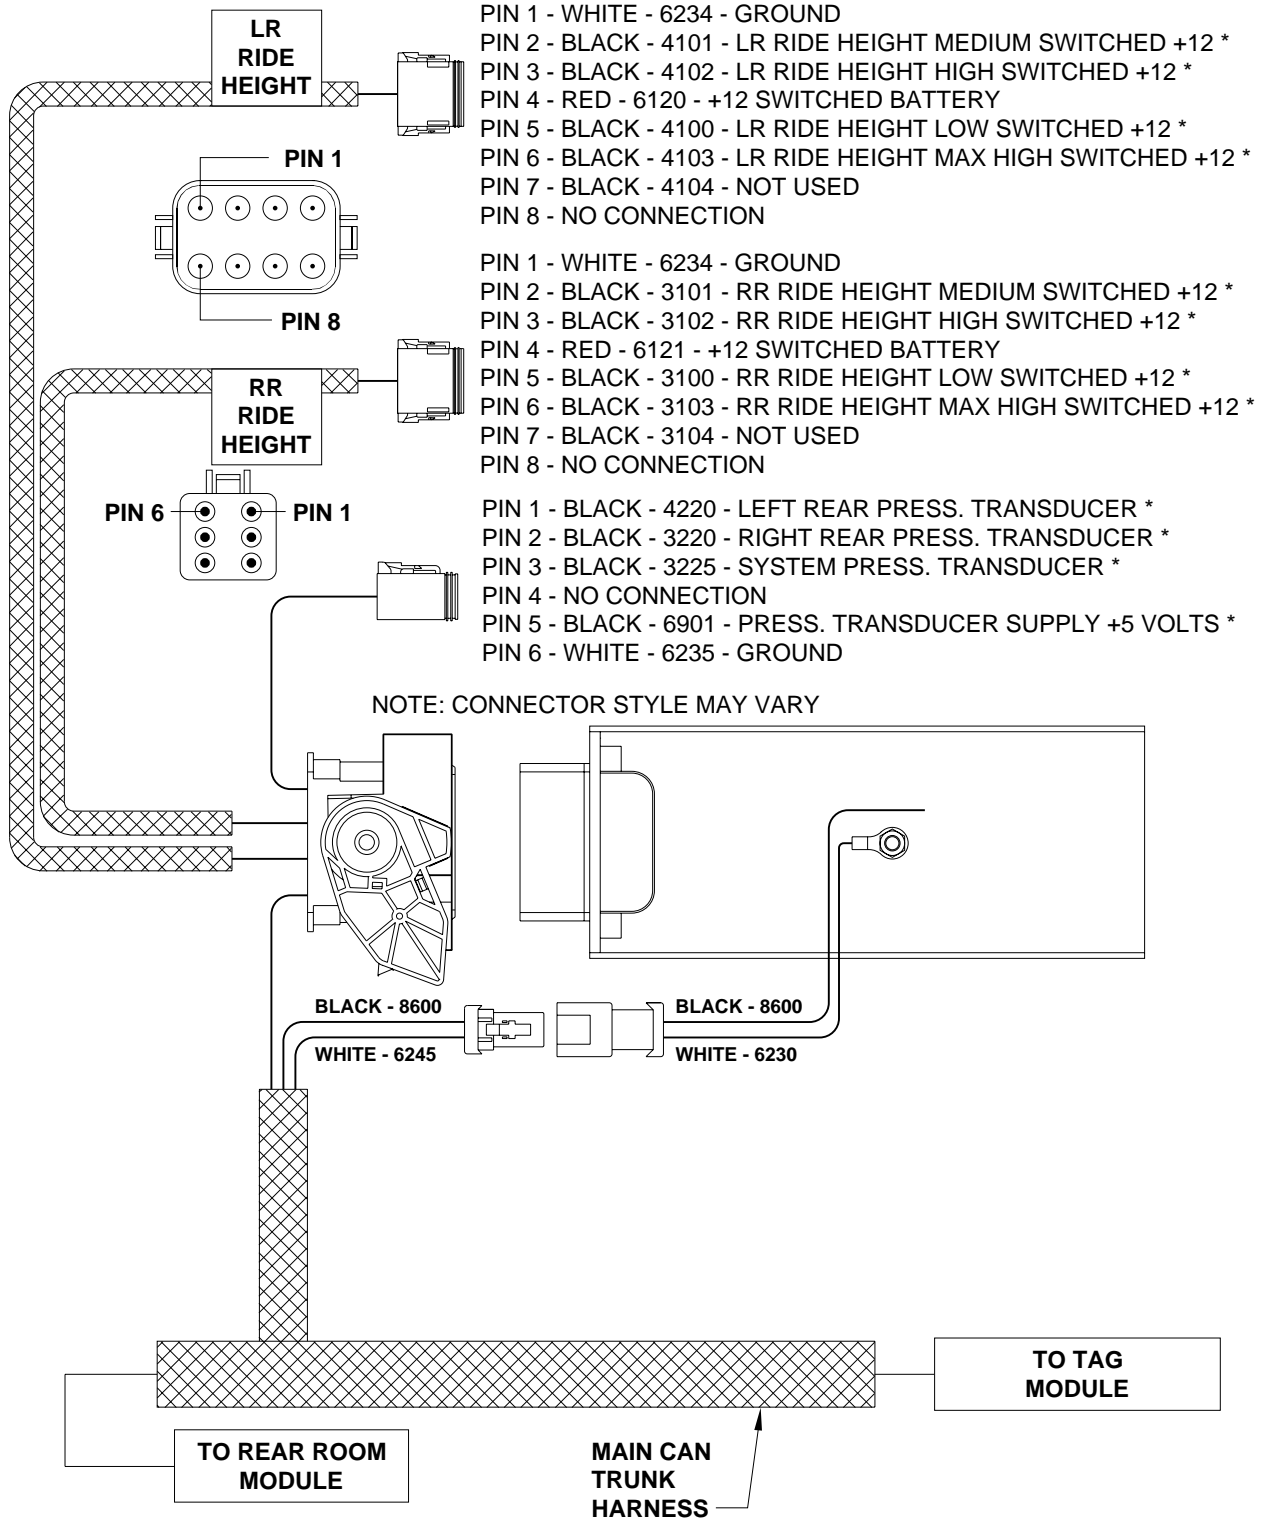 LR
RIDE
HEIGHT
PIN 1 - WHITE - 6234 - GROUND
PIN 2 - BLACK - 4101 - LR RIDE HEIGHT MEDIUM SWITCHED +12 *
PIN 3 - BLACK - 4102 - LR RIDE HEIGHT HIGH SWITCHED +12 *
PIN 4 - RED - 6120 - +12 SWITCHED BATTERY
PIN 5 - BLACK - 4100 - LR RIDE HEIGHT LOW SWITCHED +12 *
PIN 6 - BLACK - 4103 - LR RIDE HEIGHT MAX HIGH SWITCHED +12 *
PIN 7 - BLACK - 4104 - NOT USED
PIN 8 - NO CONNECTION
PIN 1
PIN 8
PIN 1 - WHITE - 6234 - GROUND
PIN 2 - BLACK - 3101 - RR RIDE HEIGHT MEDIUM SWITCHED +12 *
PIN 3 - BLACK - 3102 - RR RIDE HEIGHT HIGH SWITCHED +12 *
PIN 4 - RED - 6121 - +12 SWITCHED BATTERY
PIN 5 - BLACK - 3100 - RR RIDE HEIGHT LOW SWITCHED +12 *
PIN 6 - BLACK - 3103 - RR RIDE HEIGHT MAX HIGH SWITCHED +12 *
PIN 7 - BLACK - 3104 - NOT USED
PIN 8 - NO CONNECTION
RR
RIDE
HEIGHT
PIN 6
PIN 1
PIN 1 - BLACK - 4220 - LEFT REAR PRESS. TRANSDUCER *
PIN 2 - BLACK - 3220 - RIGHT REAR PRESS. TRANSDUCER *
PIN 3 - BLACK - 3225 - SYSTEM PRESS. TRANSDUCER *
PIN 4 - NO CONNECTION
PIN 5 - BLACK - 6901 - PRESS. TRANSDUCER SUPPLY +5 VOLTS *
PIN 6 - WHITE - 6235 - GROUND
NOTE: CONNECTOR STYLE MAY VARY
BLACK - 8600
WHITE - 6245
BLACK - 8600
WHITE - 6230
TO TAG
MODULE
TO REAR ROOM
MODULE
MAIN CAN
TRUNK
HARNESS